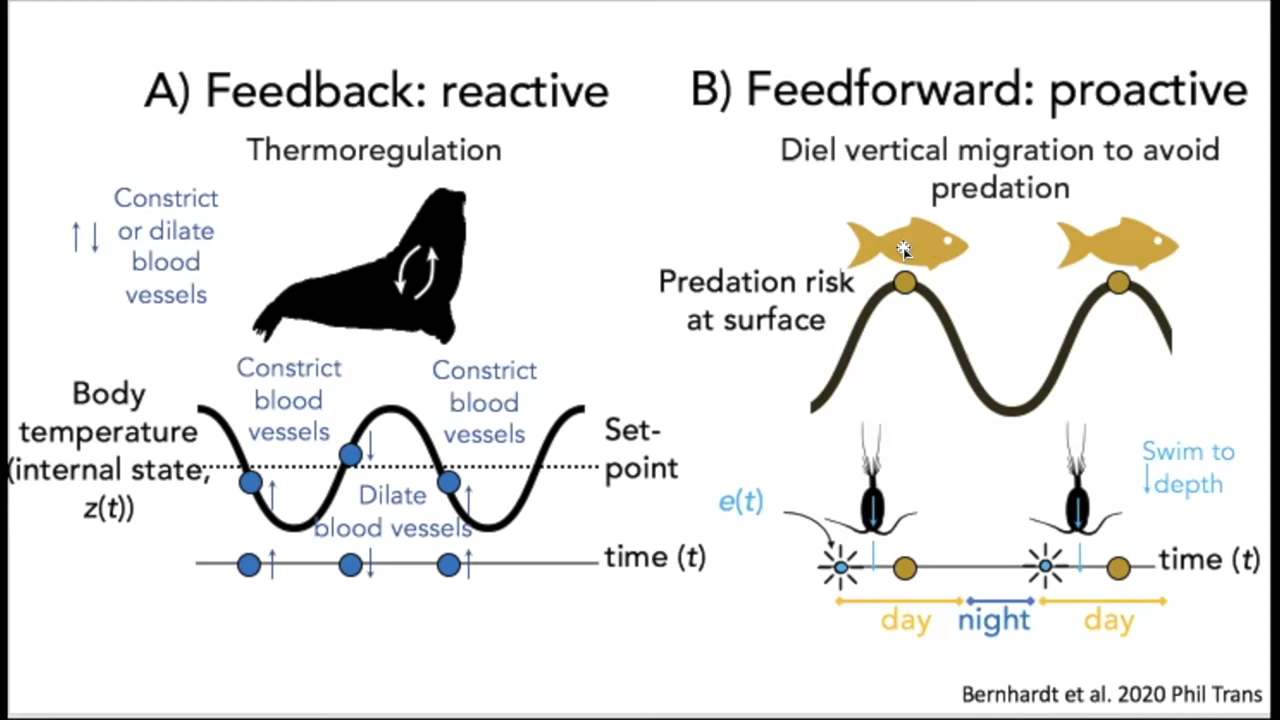 A) Feedback: reactive
Thermoregulation
Constrict
or dilate
blood
vessels
Constrict
blood
vessels
Constrict
blood
vessels
Body
temperature
(internal state,
z(t))
Set-
point
Dilate
blood vessels
time (t)
B) Feedforward: proactive
Diel vertical migration to avoid
predation
Predation risk
at surface
e(t)
Swim to
depth
time (t)
day
night
day
Bernhardt et al. 2020 Phil Trans